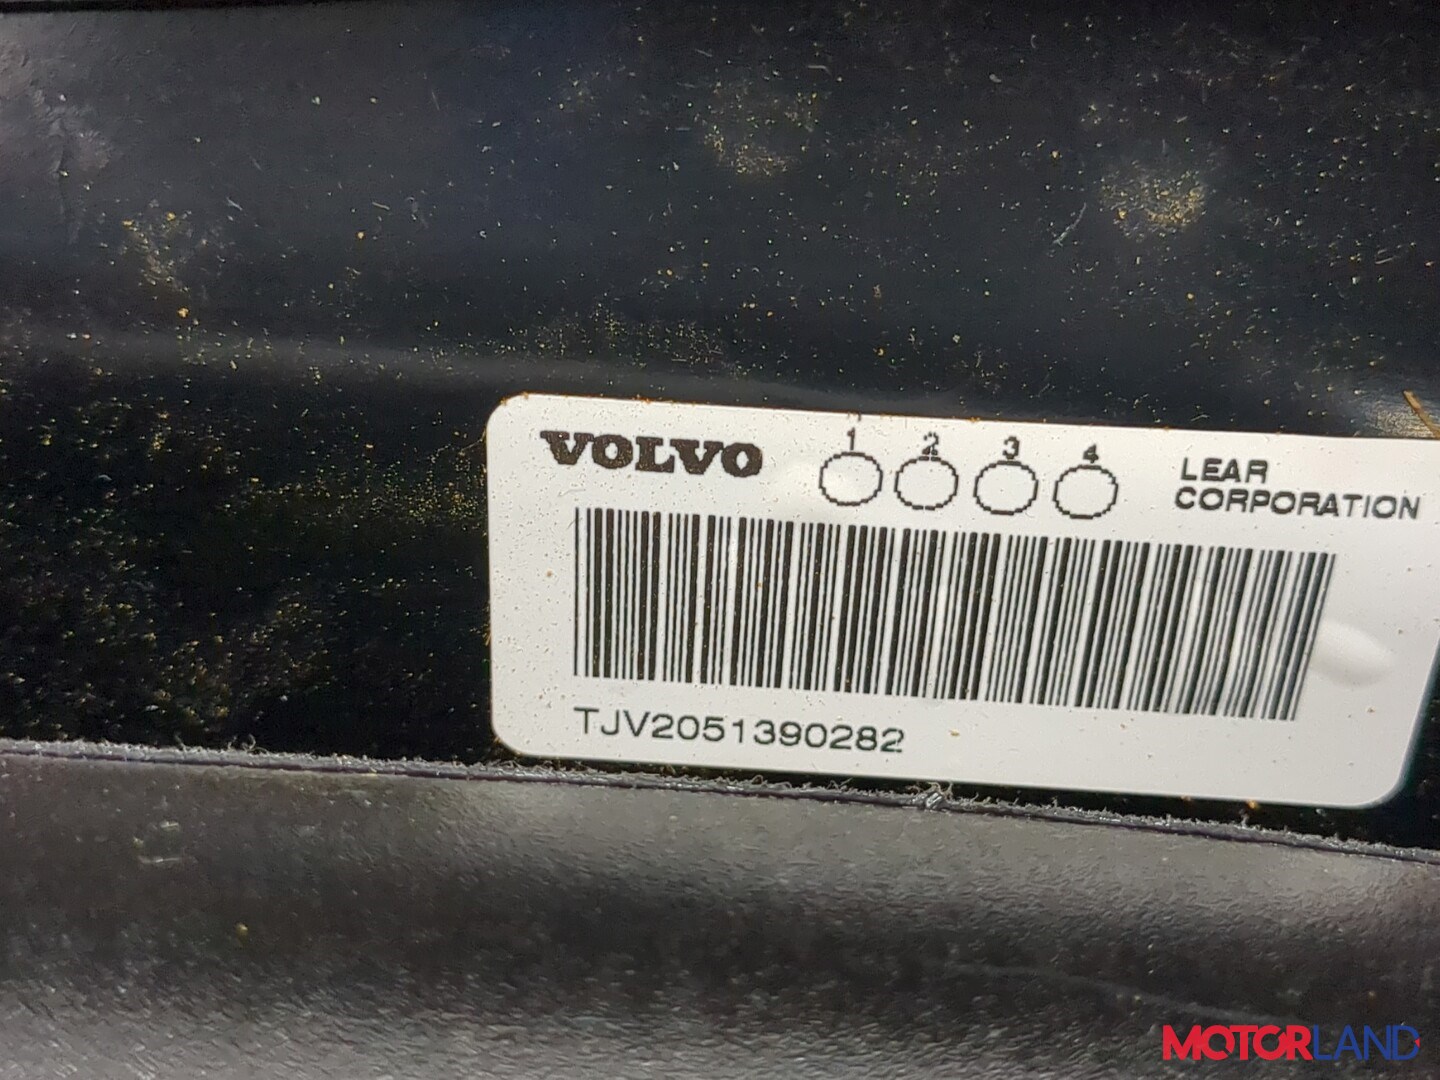 VOLVO
1 2 3 4
LEAR
CORPORATION
TJV2051390282
MOTORLAND